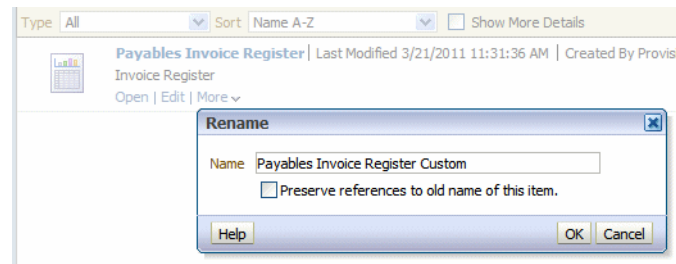 Type All Sort Name A-Z Show More Details
Payables Invoice Register | Last Modified 3/21/2011 11:31:36 AM | Created By Provis
Invoice Register
Open | Edit | More
Rename
Name Payables Invoice Register Custom
Preserve references to old name of this item.
Help OK Cancel